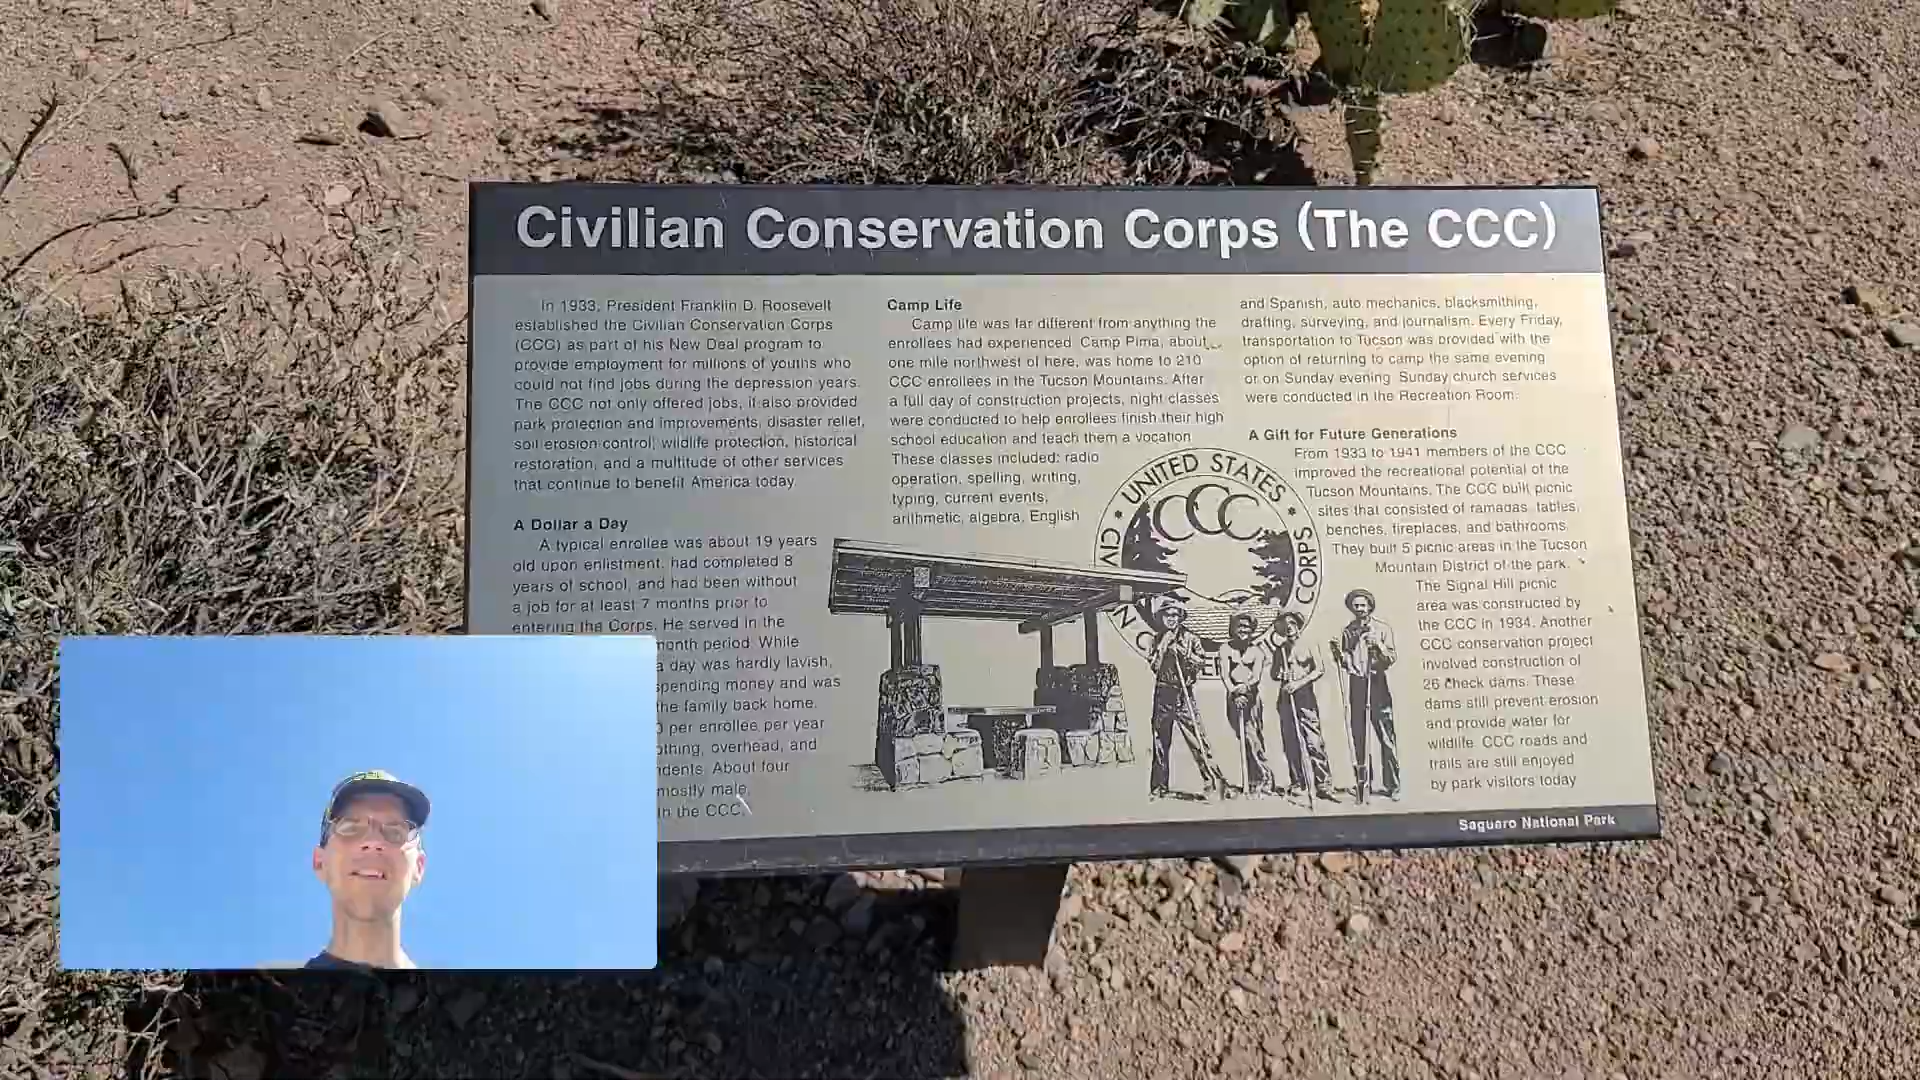 Civilian Conservation Corps (The CCC)
In 1933, President Franklin D. Roosevelt
established the Civilian Conservation Corps
(CCC) as part of his New Deal program to
provide employment for millions of youths who
could not find jobs during the depression years.
The CCC not only offered jobs, it also provided
park protection and improvements, disaster relief,
soil erosion control, wildlife protection, historical
restoration, and a multitude of other services
that continue to benefit America today.
A Dollar a Day
A typical enrollee was about 19 years
old upon enlistment, had completed 8
years of school, and had been without
a job for at least 7 months prior to
entering the Corps. He served in the
month period. While
a day was hardly lavish,
spending money and was
the family back home.
per enrollee per year
overhead, and
About four
mostly male,
in the CCC.
Camp Life
Camp life was far different from anything the
enrollees had experienced. Camp Pima, about
one mile northwest of here, was home to 210
CCC enrollees in the Tucson Mountains. After
a full day of construction projects, night classes
were conducted to help enrollees finish their high
school education and teach them a vocation.
These classes included: radio
operation, spelling, writing,
typing, current events,
arithmetic, algebra, English
and Spanish, auto mechanics, blacksmithing,
drafting, surveying, and journalism. Every Friday,
transportation to Tucson was provided with the
option of returning to camp the same evening
or on Sunday evening. Sunday church services
were conducted in the Recreation Room.
A Gift for Future Generations
From 1933 to 1941 members of the CCC
improved the recreational potential of the
Tucson Mountains. The CCC built picnic
sites that consisted of ramadas, tables,
benches, fireplaces, and bathrooms.
They built 5 picnic areas in the Tucson
Mountain District of the park.
The Signal Hill picnic
area was constructed by
the CCC in 1934. Another
CCC conservation project
involved construction of
26 check dams. These
dams still prevent erosion
and provide water for
wildlife. CCC roads and
trails are still enjoyed
by park visitors today
UNITED STATES
CCC
CORPS
Saguaro National Park